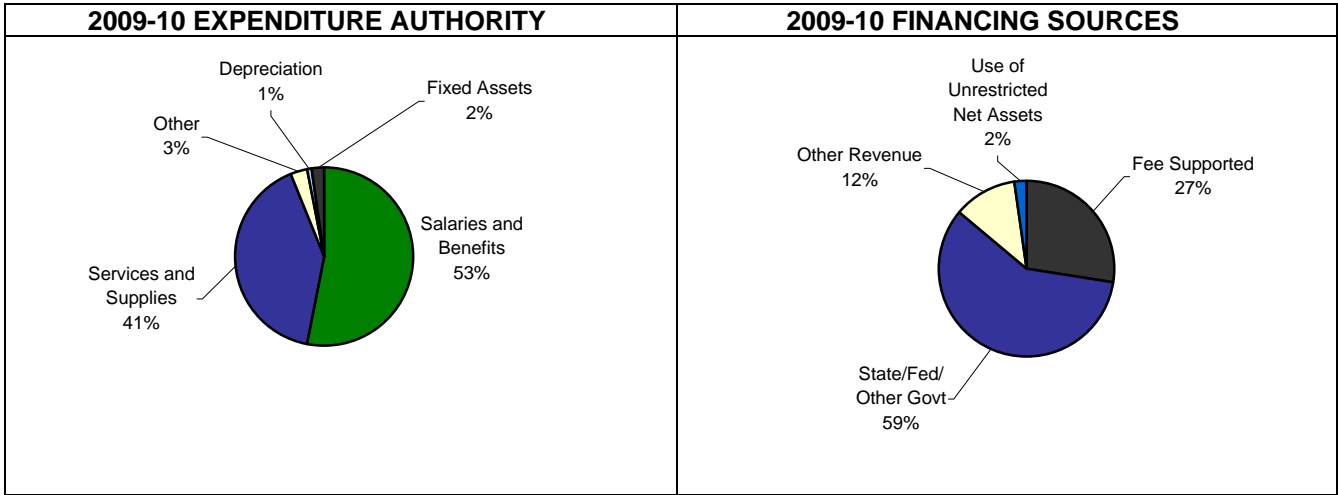 2009-10 EXPENDITURE AUTHORITY
Depreciation
1%
Fixed Assets
2%
Other
3%
Salaries and
Benefits
53%
Services and
Supplies
41%
2009-10 FINANCING SOURCES
Use of
Unrestricted
Net Assets
2%
Other Revenue
12%
Fee Supported
27%
State/Fed/
Other Govt
59%